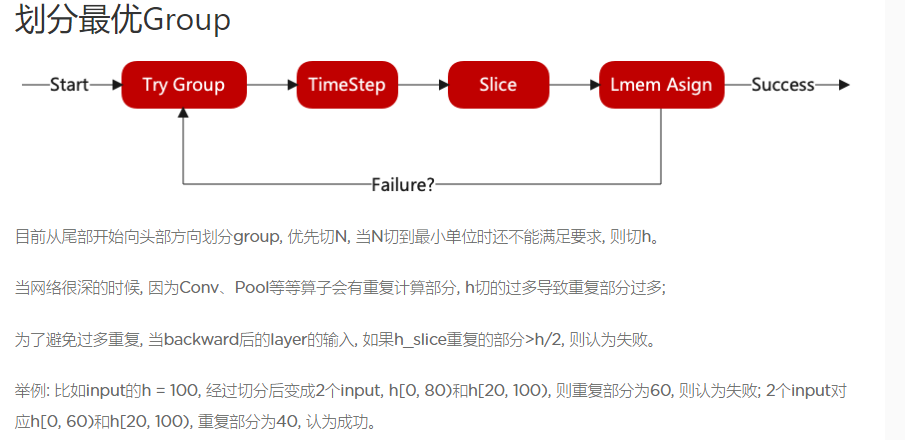 划分最优Group
Start
Try Group
TimeStep
Slice
Lmem Asign
Success
Failure?
目前从尾部开始向头部方向划分group, 优先切N, 当N切到最小单位时还不能满足要求, 则切h。
当网络很深的时候, 因为Conv、Pool等等算子会有重复计算部分, h切的过多导致重复部分过多;
为了避免过多重复, 当backward后的layer的输入, 如果h_slice重复的部分>h/2, 则认为失败。
举例: 比如input的h = 100, 经过切分后变成2个input, h[0, 80)和h[20, 100), 则重复部分为60, 则认为失败; 2个input对
应h[0, 60)和h[20, 100), 重复部分为40, 认为成功。